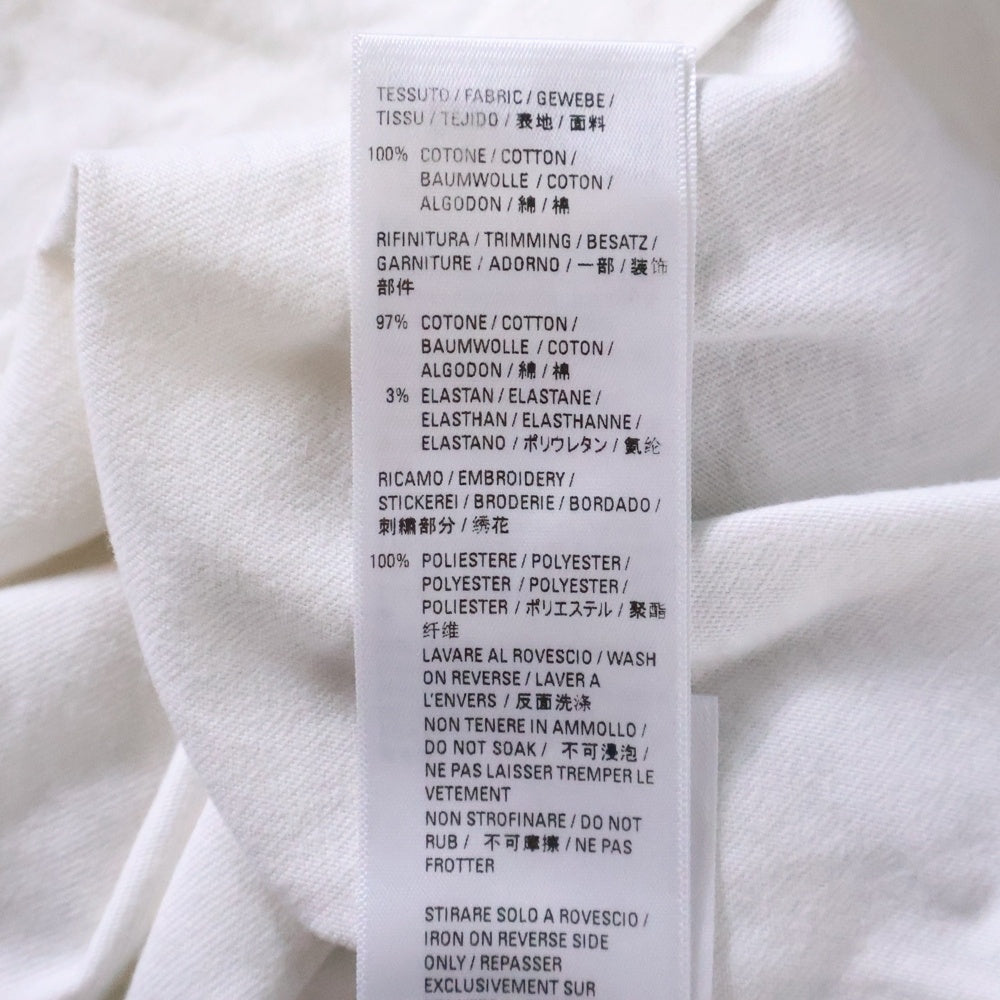 TESSUTO / FABRIC / GEWEBE /
TISSU / TEJIDO / 表地 / 面料
100% COTONE / COTTON /
BAUMWOLLE / COTON /
ALGODON / 綿 / 棉
RIFINITURA / TRIMMING / BESATZ /
GARNITURE / ADORNO / 一部 / 装饰
部件
97% COTONE / COTTON /
BAUMWOLLE / COTON /
ALGODON / 綿 / 棉
3% ELASTAN / ELASTANE /
ELASTHAN / ELASTHANNE /
ELASTANO / ポリウレタン / 氨纶
RICAMO / EMBROIDERY /
STICKEREI / BRODERIE / BORDADO /
刺繍部分 / 绣花
100% POLIESTERE / POLYESTER /
POLYESTER / POLYESTER /
POLIESTER / ポリエステル / 聚酯
纤维
LAVARE AL ROVESCIO / WASH
ON REVERSE / LAVER A
L'ENVERS / 反面洗涤
NON TENERE IN AMMOLLO /
DO NOT SOAK / 不可浸泡 /
NE PAS LAISSER TREMPER LE
VETEMENT
NON STROFINARE / DO NOT
RUB / 不可摩擦 / NE PAS
FROTTER
STIRARE SOLO A ROVESCIO /
IRON ON REVERSE SIDE
ONLY / REPASSER
EXCLUSIVEMENT SUR